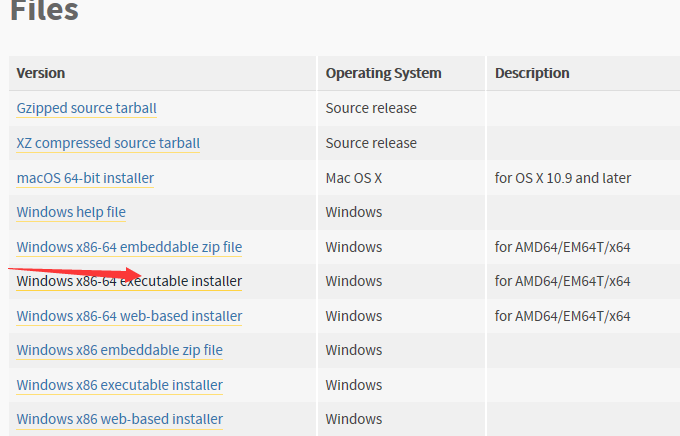 Files
Version Operating System Description
Gzipped source tarball Source release
XZ compressed source tarball Source release
macOS 64-bit installer Mac OS X for OS X 10.9 and later
Windows help file Windows
Windows x86-64 embeddable zip file Windows for AMD64/EM64T/x64
Windows x86-64 executable installer Windows for AMD64/EM64T/x64
Windows x86-64 web-based installer Windows for AMD64/EM64T/x64
Windows x86 embeddable zip file Windows
Windows x86 executable installer Windows
Windows x86 web-based installer Windows